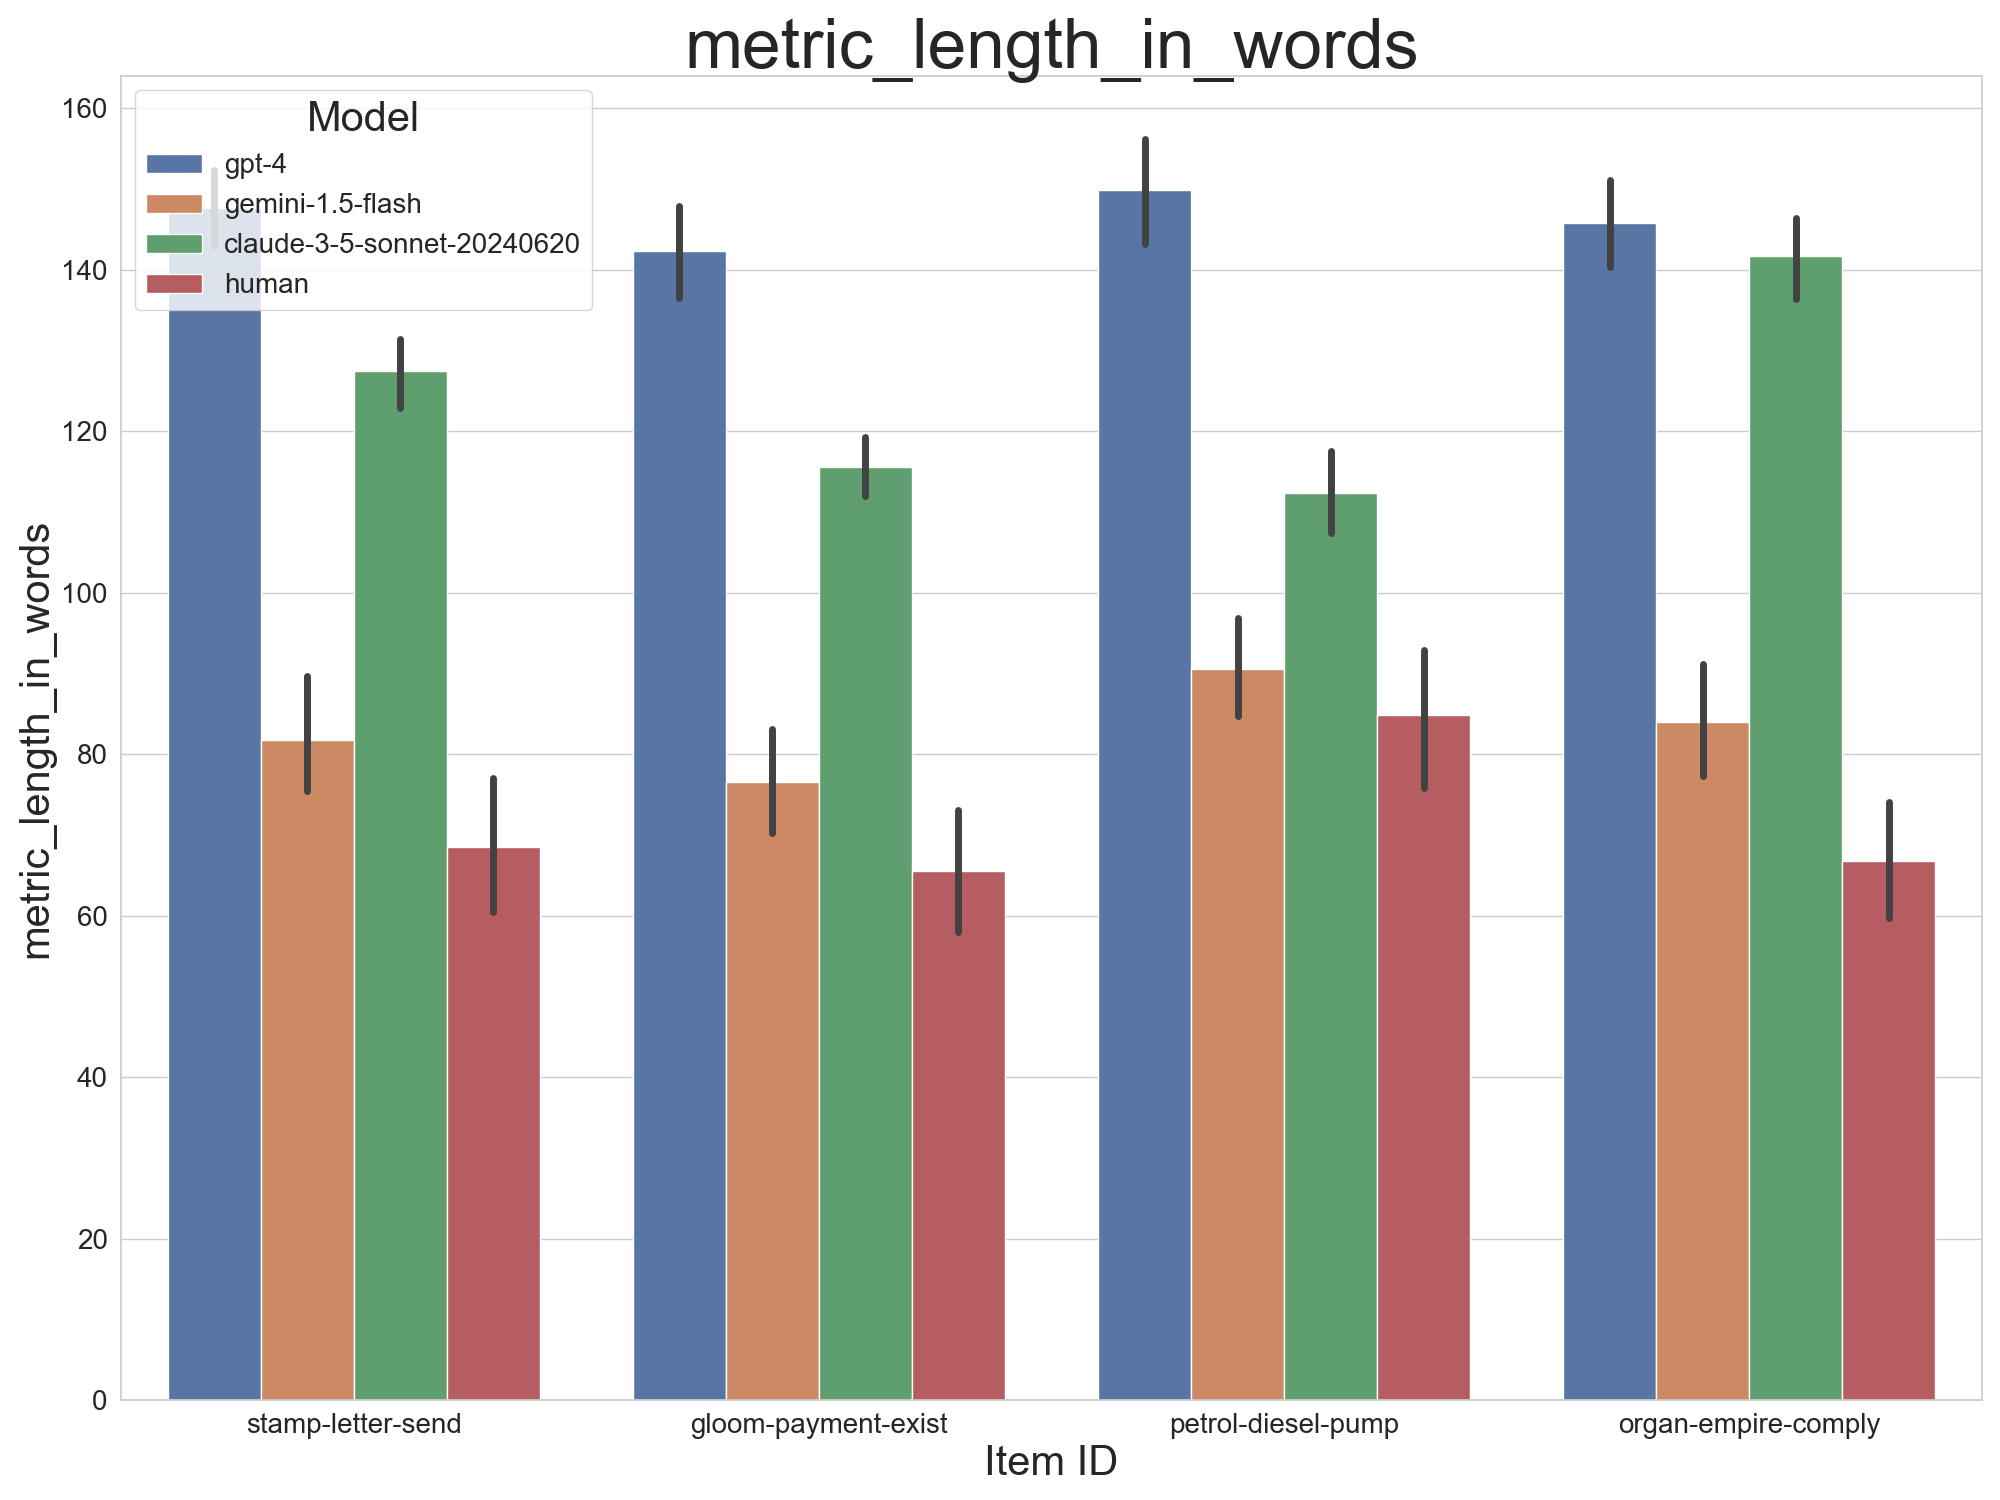 metric_length_in_words
Model
gpt-4
gemini-1.5-flash
claude-3-5-sonnet-20240620
human
metric_length_in_words
160
140
120
100
80
60
40
20
0
stamp-letter-send
gloom-payment-exist
petrol-diesel-pump
organ-empire-comply
Item ID